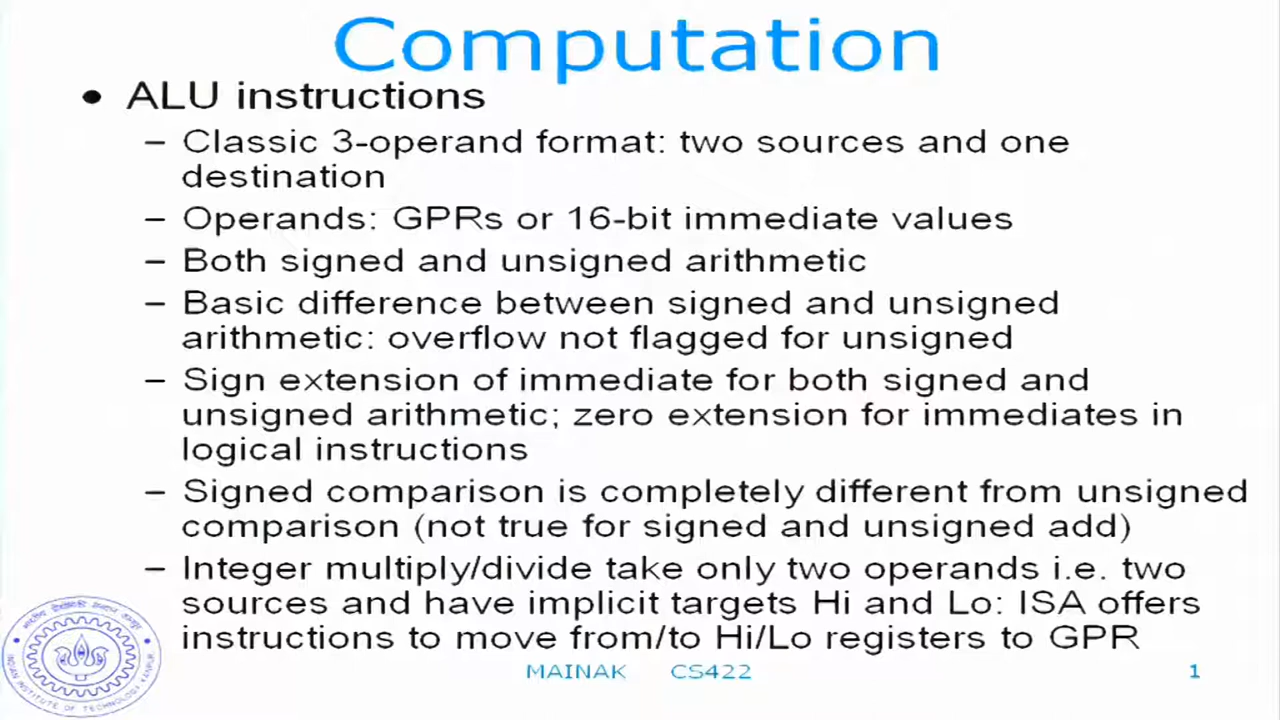 Computation
• ALU instructions
– Classic 3-operand format: two sources and one
destination
– Operands: GPRs or 16-bit immediate values
– Both signed and unsigned arithmetic
– Basic difference between signed and unsigned
arithmetic: overflow not flagged for unsigned
– Sign extension of immediate for both signed and
unsigned arithmetic; zero extension for immediates in
logical instructions
– Signed comparison is completely different from unsigned
comparison (not true for signed and unsigned add)
– Integer multiply/divide take only two operands i.e. two
sources and have implicit targets Hi and Lo: ISA offers
instructions to move from/to Hi/Lo registers to GPR
INDIAN INSTITUTE OF TECHNOLOGY KANPUR
MAINAK CS422
1